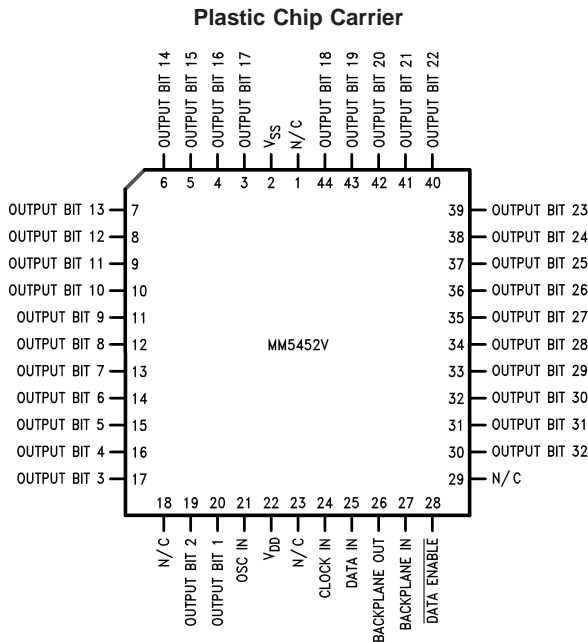 Plastic Chip Carrier
OUTPUT BIT 14
OUTPUT BIT 15
OUTPUT BIT 16
OUTPUT BIT 17
VSS
N/C
OUTPUT BIT 18
OUTPUT BIT 19
OUTPUT BIT 20
OUTPUT BIT 21
OUTPUT BIT 22
6 5 4 3 2 1 44 43 42 41 40
OUTPUT BIT 13 7
OUTPUT BIT 12 8
OUTPUT BIT 11 9
OUTPUT BIT 10 10
OUTPUT BIT 9 11
OUTPUT BIT 8 12
OUTPUT BIT 7 13
OUTPUT BIT 6 14
OUTPUT BIT 5 15
OUTPUT BIT 4 16
OUTPUT BIT 3 17
MM5452V
39 OUTPUT BIT 23
38 OUTPUT BIT 24
37 OUTPUT BIT 25
36 OUTPUT BIT 26
35 OUTPUT BIT 27
34 OUTPUT BIT 28
33 OUTPUT BIT 29
32 OUTPUT BIT 30
31 OUTPUT BIT 31
30 OUTPUT BIT 32
29 N/C
18 19 20 21 22 23 24 25 26 27 28
N/C
OUTPUT BIT 2
OUTPUT BIT 1
OSC IN
VDD
N/C
CLOCK IN
DATA IN
BACKPLANE OUT
BACKPLANE IN
DATA ENABLE